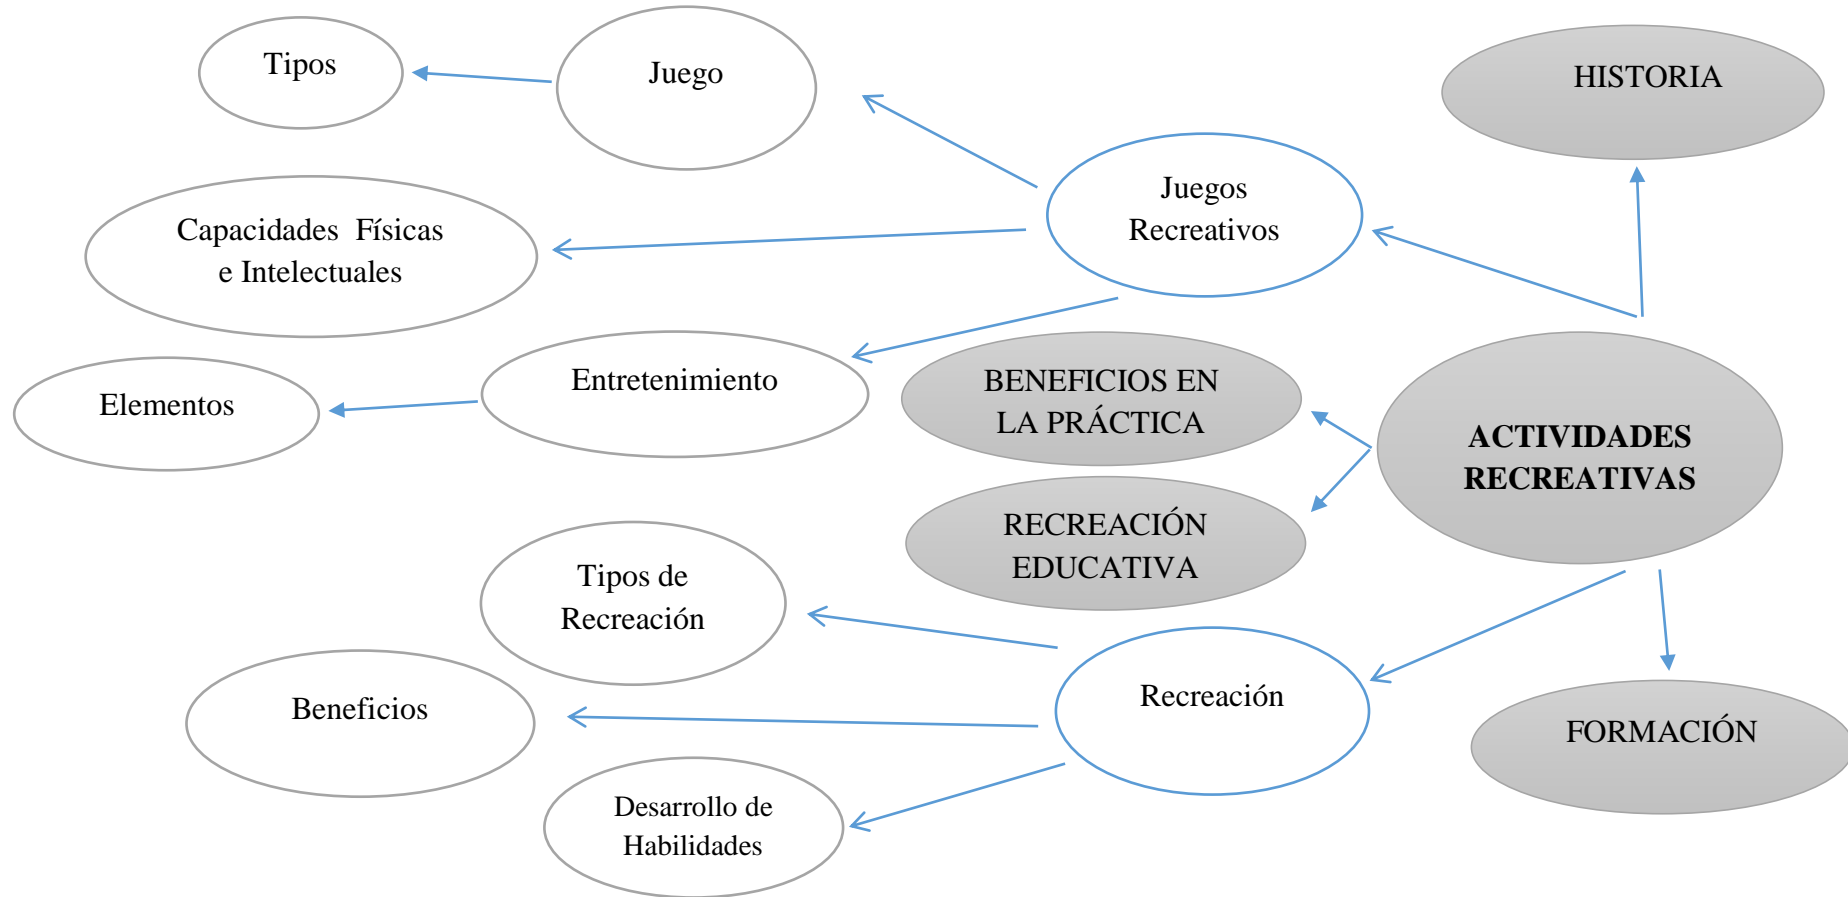 Tipos
Juego
HISTORIA
Juegos
Recreativos
Capacidades  Físicas
e Intelectuales
Entretenimiento
Elementos
BENEFICIOS EN
LA PRÁCTICA
ACTIVIDADES
RECREATIVAS
RECREACIÓN
EDUCATIVA
Tipos de
Recreación
Recreación
Beneficios
FORMACIÓN
Desarrollo de
Habilidades